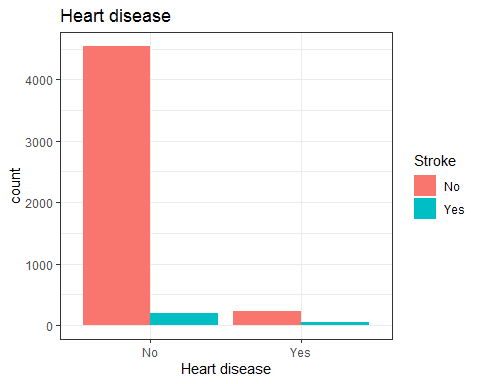 Heart disease
4000
3000
2000
1000
0
count
No
Yes
Heart disease
Stroke
No
Yes